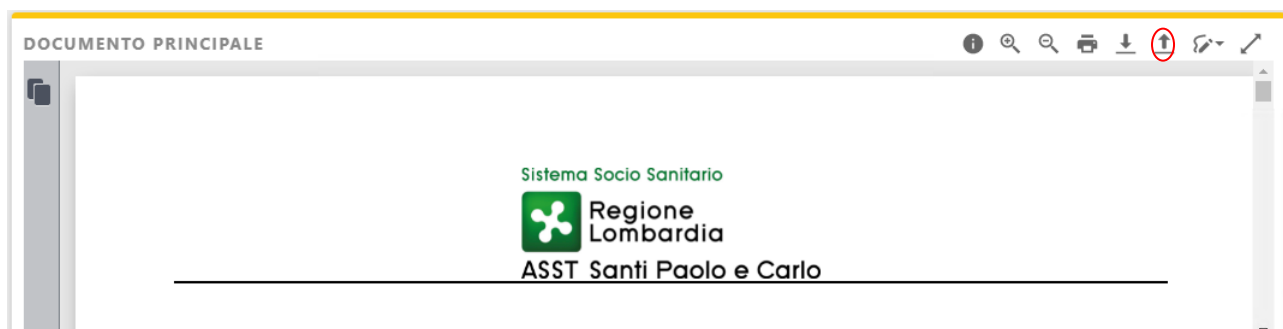 DOCUMENTO PRINCIPALE
Sistema Socio Sanitario
Regione
Lombardia
ASST Santi Paolo e Carlo